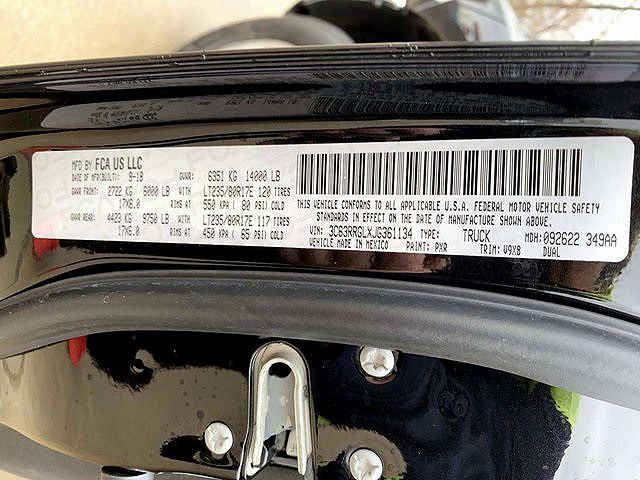 MFD BY FCA US LLC
DATE OF MFR(BUILT): 9-18 GVWR: 6351 KG 14000 LB
GAWR FRONT: 2722 KG 6000 LB WITH LT235/80R17E 120 TIRES
17X6.0 RIMS AT 550 KPA ( 80 PSI) COLD
GAWR REAR: 4423 KG 9750 LB WITH LT235/80R17E 117 TIRES
17X6.0 RIMS AT 450 KPA ( 65 PSI) COLD
THIS VEHICLE CONFORMS TO ALL APPLICABLE U.S.A. FEDERAL MOTOR VEHICLE SAFETY
STANDARDS IN EFFECT ON THE DATE OF MANUFACTURE SHOWN ABOVE.
VIN: 3C63RRGLXJG361134 TYPE: TRUCK MDH: 092622 349AA
VEHICLE MADE IN MEXICO PAINT: PXR TRIM: V9X8 DUAL